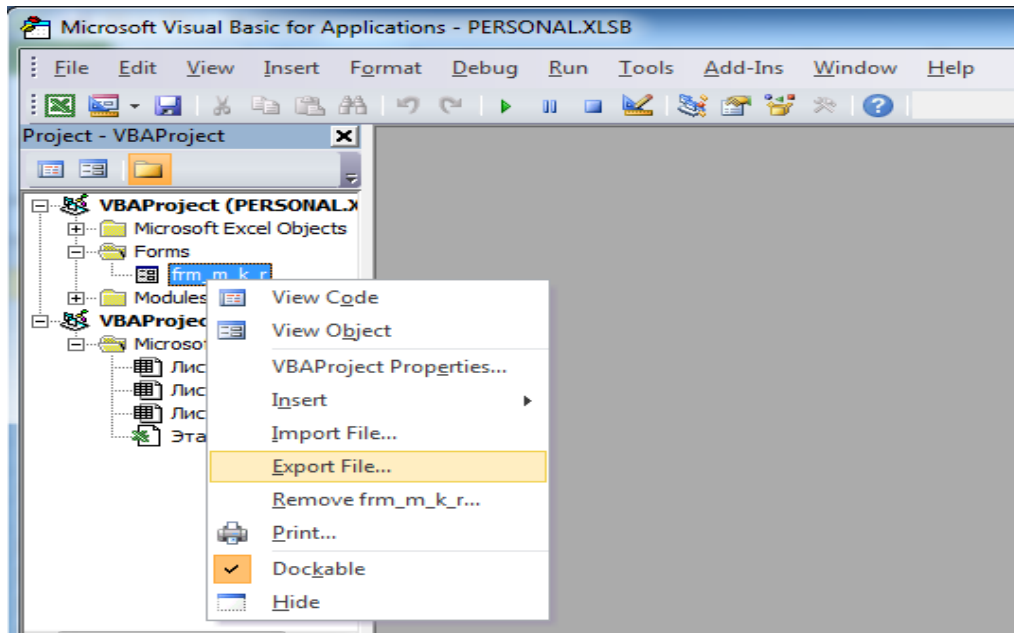 Microsoft Visual Basic for Applications - PERSONAL.XLSB
File Edit View Insert Format Debug Run Tools Add-Ins Window Help
Project - VBAProject
VBAProject (PERSONAL.X
Microsoft Excel Objects
Forms
frm_m_k_r
Modules
VBAProjec
Microso
Лис
Лис
Лис
Эта
View Code
View Object
VBAProject Properties...
Insert
Import File...
Export File...
Remove frm_m_k_r...
Print...
Dockable
Hide